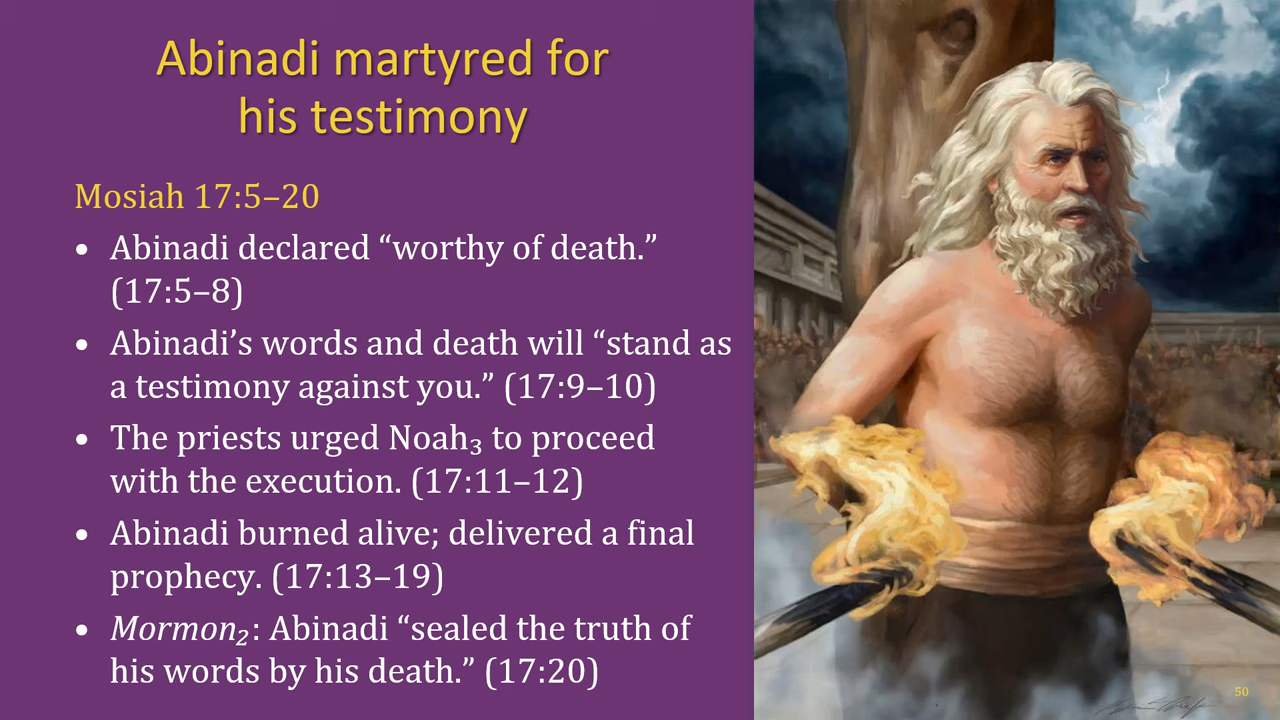 Abinadi martyred for
his testimony
Mosiah 17:5–20
• Abinadi declared “worthy of death.”
(17:5–8)
• Abinadi’s words and death will “stand as
a testimony against you.” (17:9–10)
• The priests urged Noah₃ to proceed
with the execution. (17:11–12)
• Abinadi burned alive; delivered a final
prophecy. (17:13–19)
• Mormon₂: Abinadi “sealed the truth of
his words by his death.” (17:20)
50